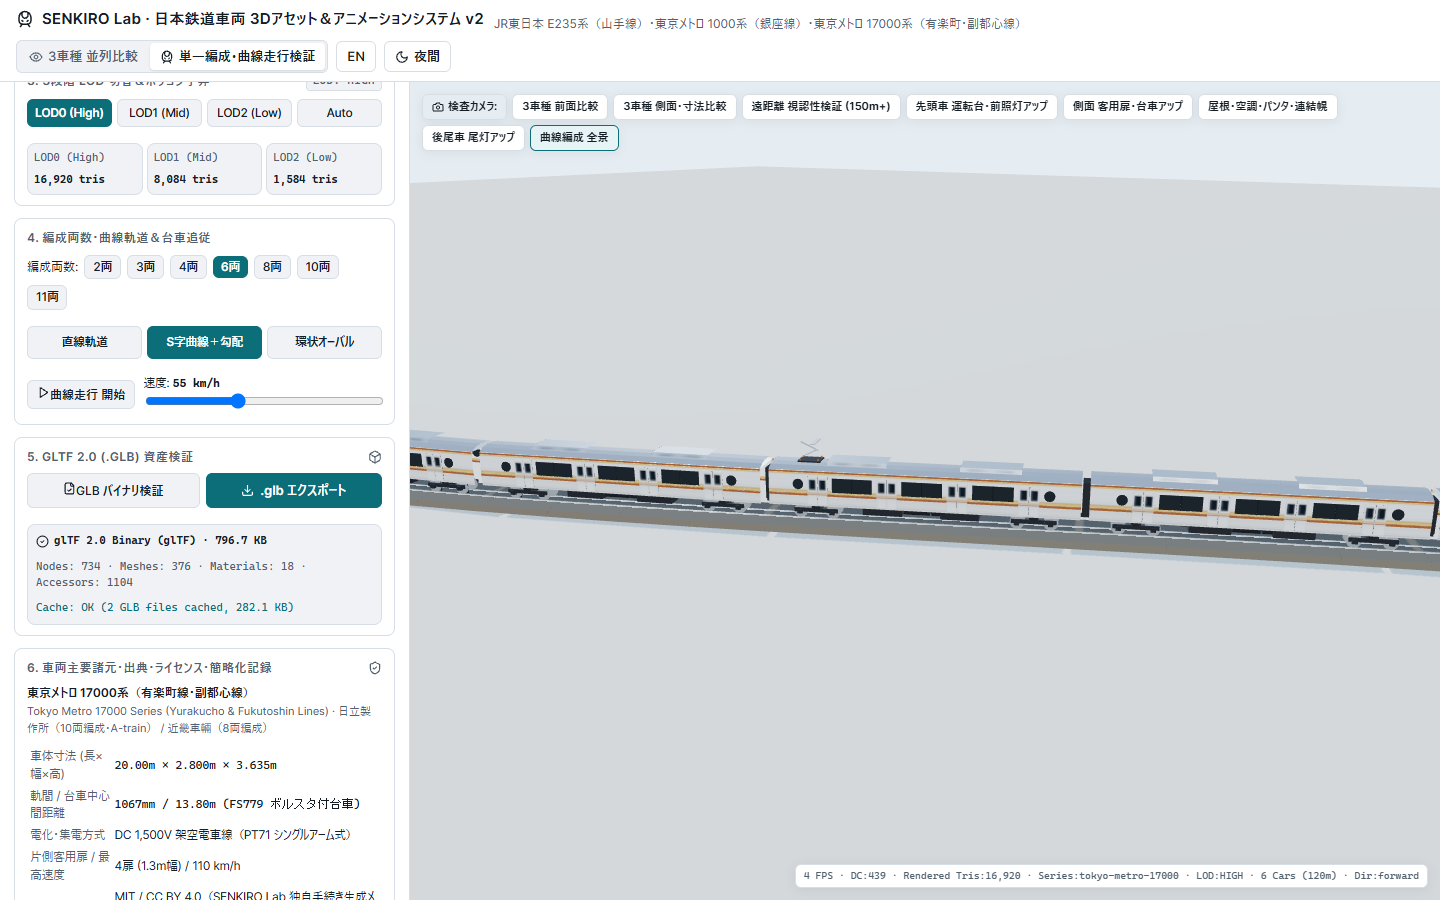 SENKIRO Lab · 日本鉄道車両 3Dアセット＆アニメーションシステム v2
JR東日本 E235系（山手線）・東京メトロ 1000系（銀座線）・東京メトロ 17000系（有楽町・副都心線）
3車種 並列比較
単一編成・曲線走行検証
EN
夜間
LOD0 (High)
LOD1 (Mid)
LOD2 (Low)
Auto
LOD0 (High)
16,920 tris
LOD1 (Mid)
8,084 tris
LOD2 (Low)
1,584 tris
4. 編成両数・曲線軌道＆台車追従
編成両数:
2両
3両
4両
6両
8両
10両
11両
直線軌道
S字曲線＋勾配
環状オーバル
曲線走行 開始
速度: 55 km/h
5. GLTF 2.0 (.GLB) 資産検証
GLB バイナリ検証
.glb エクスポート
glTF 2.0 Binary (glTF) · 796.7 KB
Nodes: 734 · Meshes: 376 · Materials: 18 ·
Accessors: 1104
Cache: OK (2 GLB files cached, 282.1 KB)
6. 車両主要諸元・出典・ライセンス・簡略化記録
東京メトロ 17000系（有楽町線・副都心線）
Tokyo Metro 17000 Series (Yurakucho & Fukutoshin Lines) · 日立製
作所（10両編成・A-train） / 近畿車輛（8両編成）
車体寸法 (長×
幅×高)
20.00m × 2.800m × 3.635m
軌間 / 台車中心
間距離
1067mm / 13.80m (FS779 ボルスタ付台車)
電化・集電方式
DC 1,500V 架空電車線（PT71 シングルアーム式）
片側客用扉 / 最
高速度
4扉 (1.3m幅) / 110 km/h
MIT / CC BY 4.0（SENKIRO Lab 独自手続き生成メ
検査カメラ:
3車種 前面比較
3車種 側面・寸法比較
遠距離 視認性検証 (150m+)
先頭車 運転台・前照灯アップ
側面 客用扉・台車アップ
屋根・空調・パンタ・連結幌
後尾車 尾灯アップ
曲線編成 全景
4 FPS · DC:439 · Rendered Tris:16,920 · Series:tokyo-metro-17000 · LOD:HIGH · 6 Cars (120m) · Dir:forward